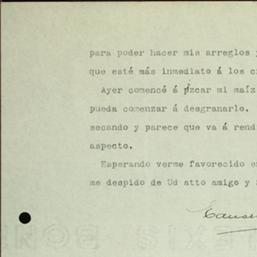 para poder hacer mis arreglos
que esté más inmediato á los
Ayer comencé á pzcar mi maíz
pueda comenzar á desgranarlo.
secando y parece que va á rend
aspecto.
Esperando verme favorecido
me despido de Ud atto amigo y